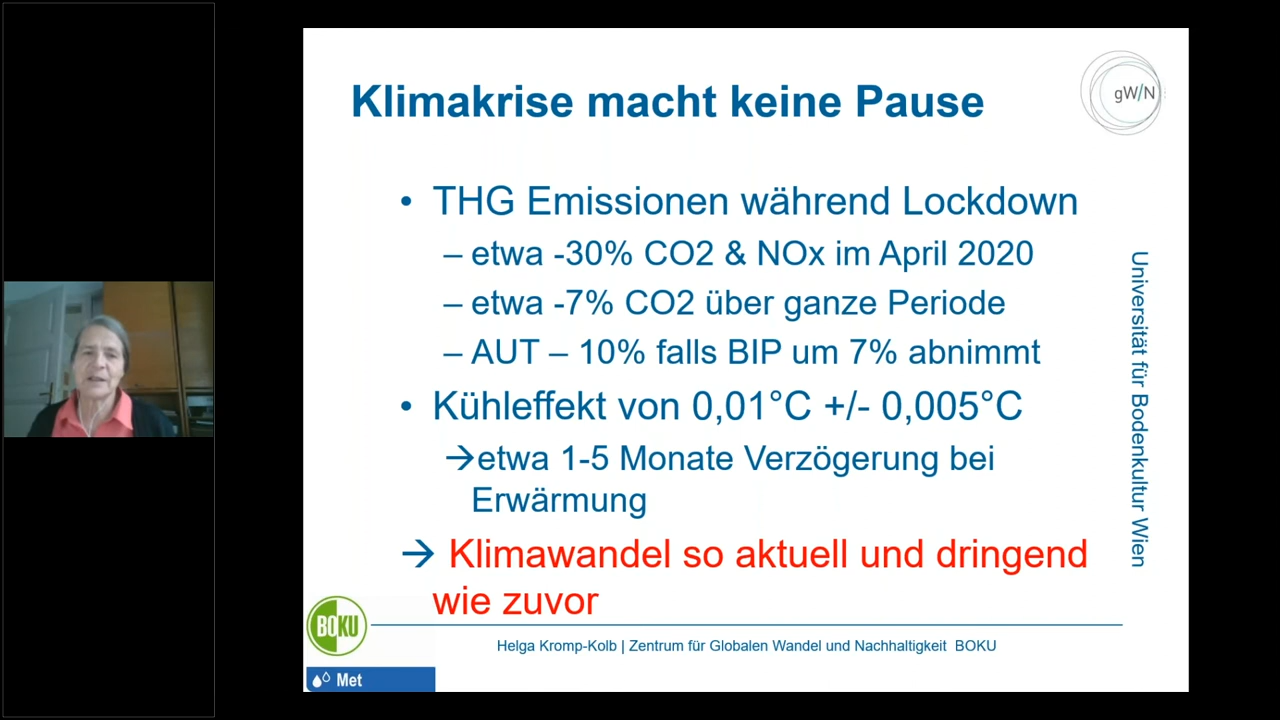 Klimakrise macht keine Pause
gW/N
• THG Emissionen während Lockdown
– etwa -30% CO2 & NOx im April 2020
– etwa -7% CO2 über ganze Periode
– AUT – 10% falls BIP um 7% abnimmt
• Kühleffekt von 0,01°C +/- 0,005°C
→etwa 1-5 Monate Verzögerung bei
Erwärmung
→ Klimawandel so aktuell und dringend
wie zuvor
Universität für Bodenkultur Wien
BOKU
Helga Kromp-Kolb | Zentrum für Globalen Wandel und Nachhaltigkeit BOKU
Met